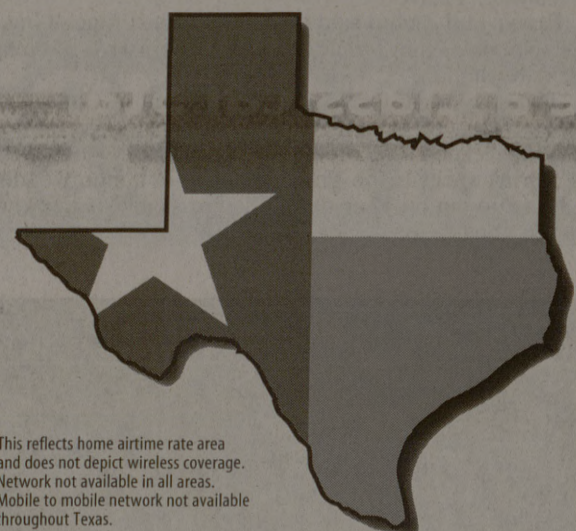 This reflects home airtime rate area
and does not depict wireless coverage.
Network not available in all areas.
Mobile to mobile network not available
throughout Texas.